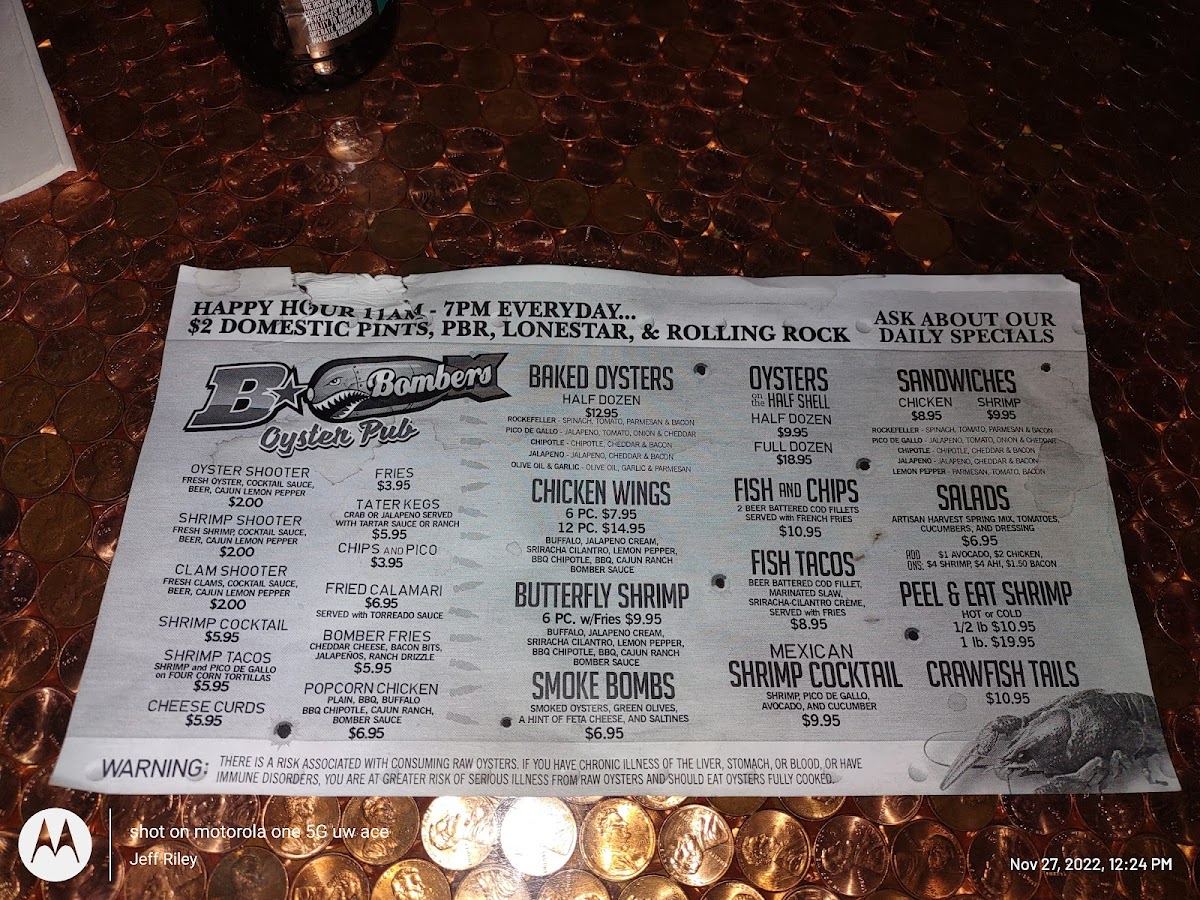 HAPPY HOUR 11AM - 7PM EVERYDAY...
$2 DOMESTIC PINTS, PBR, LONESTAR, & ROLLING ROCK
ASK ABOUT OUR
DAILY SPECIALS
B Bombers
Oyster Pub
OYSTER SHOOTER
FRESH OYSTER, COCKTAIL SAUCE,
BEER, CAJUN LEMON PEPPER
$2.00
SHRIMP SHOOTER
FRESH SHRIMP, COCKTAIL SAUCE,
BEER, CAJUN LEMON PEPPER
$2.00
CLAM SHOOTER
FRESH CLAMS, COCKTAIL SAUCE,
BEER, CAJUN LEMON PEPPER
$2.00
SHRIMP COCKTAIL
$5.95
SHRIMP TACOS
SHRIMP and PICO DE GALLO
on FOUR CORN TORTILLAS
$5.95
CHEESE CURDS
$5.95
FRIES
$3.95
TATER KEGS
CRAB or JALAPENO SERVED
WITH TARTAR SAUCE OR RANCH
$5.95
CHIPS AND PICO
$3.95
FRIED CALAMARI
$6.95
SERVED with TORREADO SAUCE
BOMBER FRIES
CHEDDAR CHEESE, BACON BITS,
JALAPEÑOS, RANCH DRIZZLE
$5.95
POPCORN CHICKEN
PLAIN, BBQ, BUFFALO
BBQ CHIPOTLE, CAJUN RANCH,
BOMBER SAUCE
$6.95
BAKED OYSTERS
HALF DOZEN
$12.95
ROCKEFELLER - SPINACH, TOMATO, PARMESAN & BACON
PICO DE GALLO - JALAPENO, TOMATO, ONION & CHEDDAR
CHIPOTLE - CHIPOTLE, CHEDDAR & BACON
JALAPENO - JALAPENO, CHEDDAR & BACON
OLIVE OIL & GARLIC - OLIVE OIL, GARLIC & PARMESAN
CHICKEN WINGS
6 PC. $7.95
12 PC. $14.95
BUFFALO, JALAPENO CREAM,
SRIRACHA CILANTRO, LEMON PEPPER,
BBQ CHIPOTLE, BBQ, CAJUN RANCH
BOMBER SAUCE
BUTTERFLY SHRIMP
6 PC. w/Fries $9.95
BUFFALO, JALAPENO CREAM,
SRIRACHA CILANTRO, LEMON PEPPER,
BBQ CHIPOTLE, BBQ, CAJUN RANCH
BOMBER SAUCE
SMOKE BOMBS
SMOKED OYSTERS, GREEN OLIVES,
A HINT OF FETA CHEESE, AND SALTINES
$6.95
OYSTERS
on the HALF SHELL
HALF DOZEN
$9.95
FULL DOZEN
$18.95
FISH AND CHIPS
2 BEER BATTERED COD FILLETS
SERVED with FRENCH FRIES
$10.95
FISH TACOS
BEER BATTERED COD FILLET,
MARINATED SLAW,
SRIRACHA-CILANTRO CRÈME,
SERVED with FRIES
$8.95
MEXICAN
SHRIMP COCKTAIL
SHRIMP, PICO DE GALLO,
AVOCADO, AND CUCUMBER
$9.95
SANDWICHES
CHICKEN SHRIMP
$8.95 $9.95
ROCKEFELLER - SPINACH, TOMATO, PARMESAN & BACON
PICO DE GALLO - JALAPENO, TOMATO, ONION & CHEDDAR
CHIPOTLE - CHIPOTLE, CHEDDAR & BACON
JALAPENO - JALAPENO, CHEDDAR & BACON
LEMON PEPPER - PARMESAN, TOMATO, BACON
SALADS
ARTISAN HARVEST SPRING MIX, TOMATOES,
CUCUMBERS, AND DRESSING
$6.95
ADD $1 AVOCADO, $2 CHICKEN,
ONS: $4 SHRIMP, $4 AHI, $1.50 BACON
PEEL & EAT SHRIMP
HOT or COLD
1/2 lb $10.95
1 lb. $19.95
CRAWFISH TAILS
$10.95
WARNING: THERE IS A RISK ASSOCIATED WITH CONSUMING RAW OYSTERS. IF YOU HAVE CHRONIC ILLNESS OF THE LIVER, STOMACH, OR BLOOD, OR HAVE
IMMUNE DISORDERS, YOU ARE AT GREATER RISK OF SERIOUS ILLNESS FROM RAW OYSTERS AND SHOULD EAT OYSTERS FULLY COOKED.
shot on motorola one 5G uw ace
Jeff Riley
Nov 27, 2022, 12:24 PM